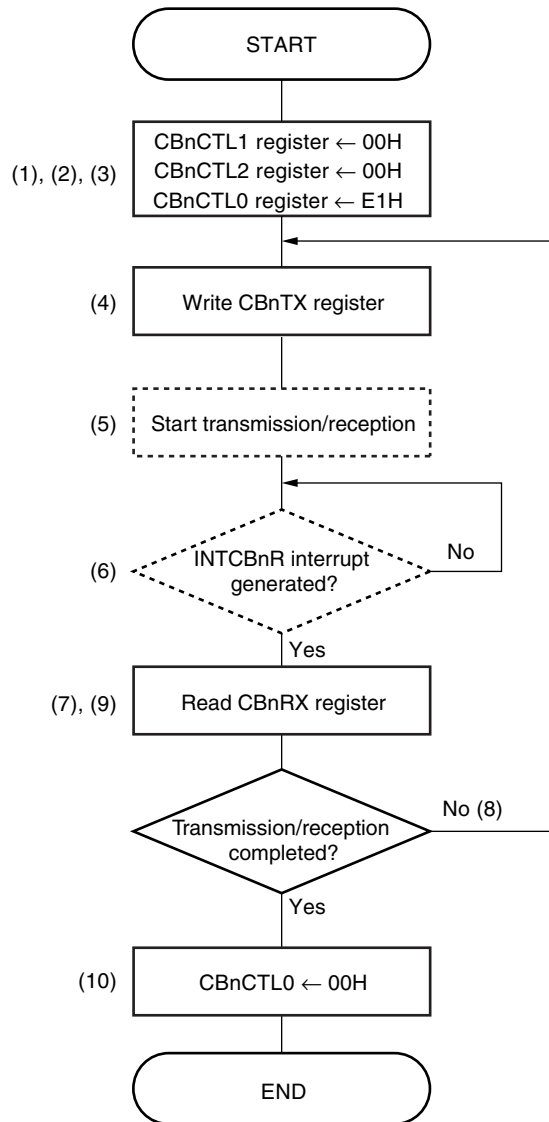 START
(1), (2), (3)
CBnCTL1 register ← 00H
CBnCTL2 register ← 00H
CBnCTL0 register ← E1H
(4)
Write CBnTX register
(5)
Start transmission/reception
(6)
INTCBnR interrupt
generated?
No
Yes
(7), (9)
Read CBnRX register
Transmission/reception
completed?
No (8)
Yes
(10)
CBnCTL0 ← 00H
END